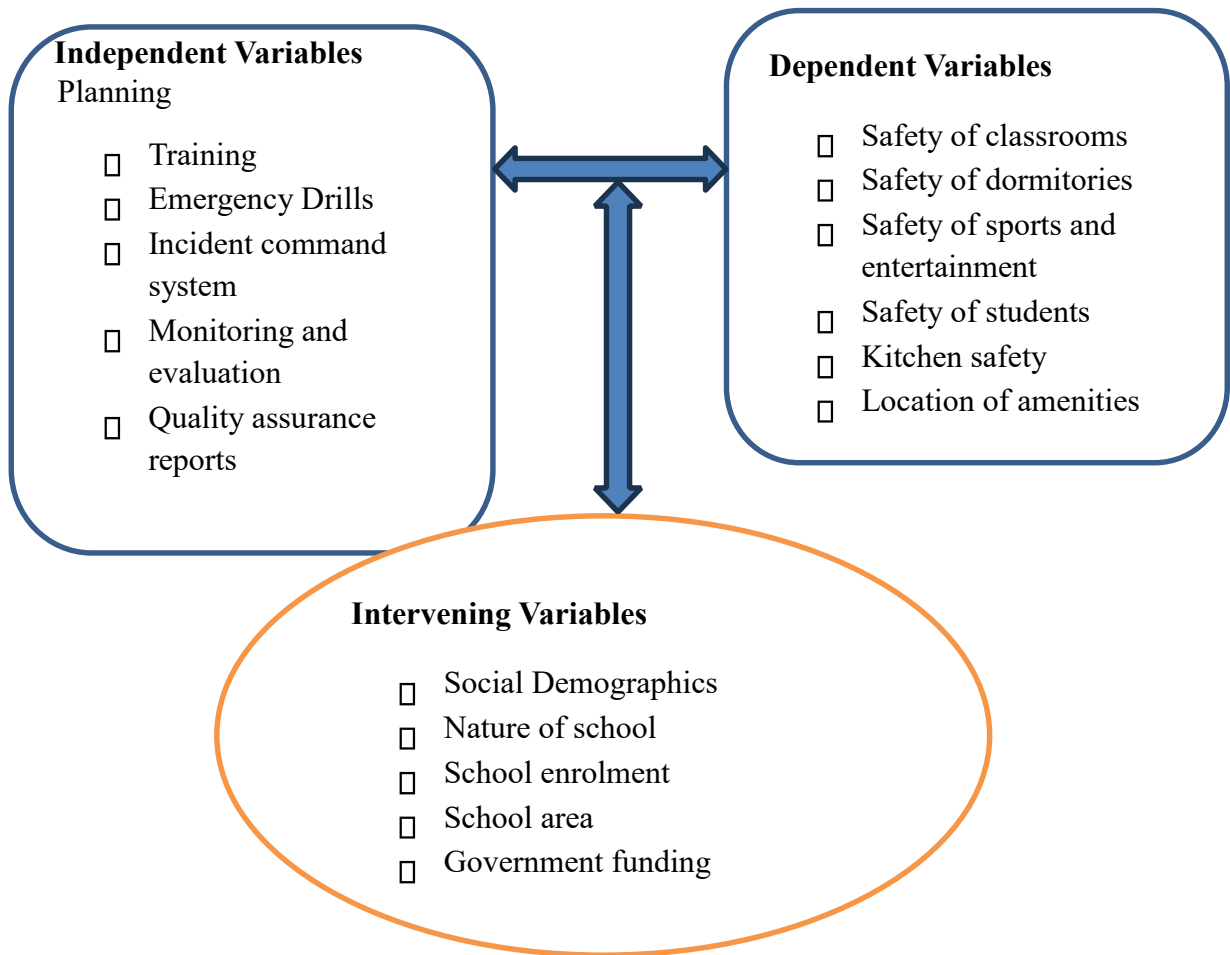 Independent Variables
Planning
Training
Emergency Drills
Incident command
system
Monitoring and
evaluation
Quality assurance
reports
Dependent Variables
Safety of classrooms
Safety of dormitories
Safety of sports and
entertainment
Safety of students
Kitchen safety
Location of amenities
Intervening Variables
Social Demographics
Nature of school
School enrolment
School area
Government funding